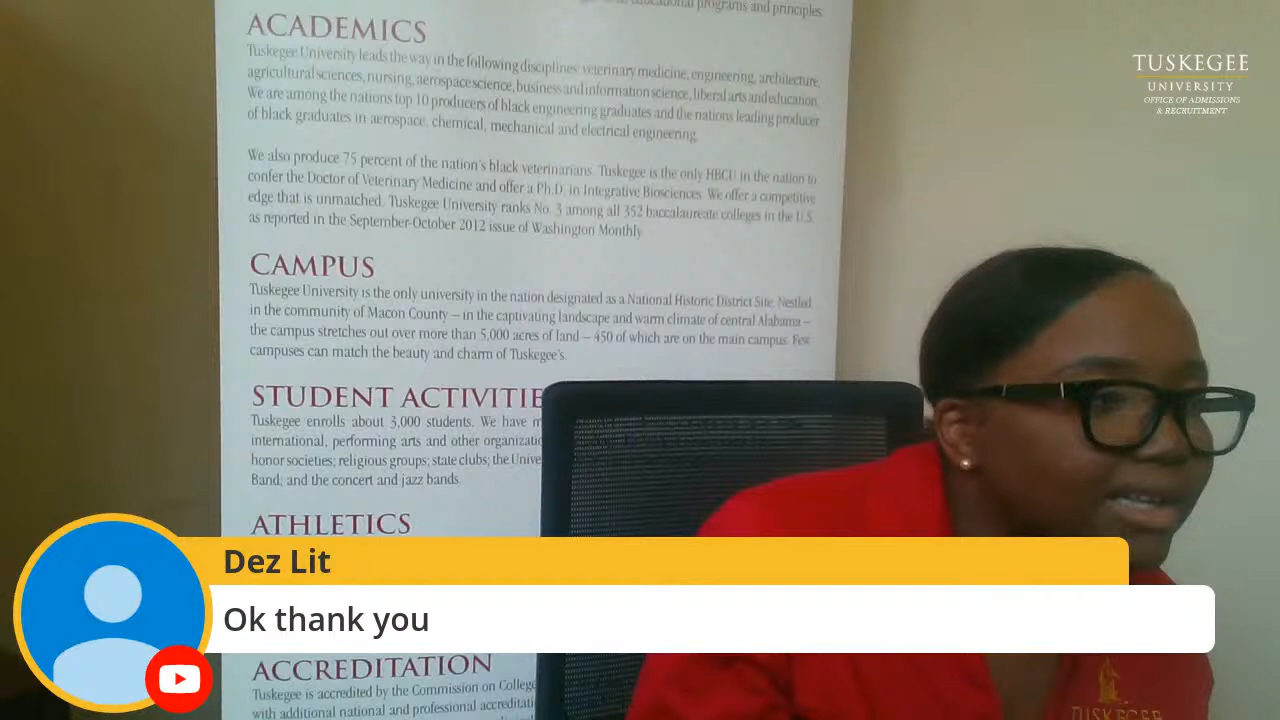 educational programs and principles.
ACADEMICS
Tuskegee University leads the way in the following disciplines: veterinary medicine, engineering, architecture,
agricultural sciences, nursing, aerospace science, business and information science, liberal arts and education.
We are among the nations top 10 producers of black engineering graduates and the nations leading producer
of black graduates in aerospace, chemical, mechanical and electrical engineering.
We also produce 75 percent of the nation's black veterinarians. Tuskegee is the only HBCU in the nation to
confer the Doctor of Veterinary Medicine and offer a Ph.D. in Integrative Biosciences. We offer a competitive
edge that is unmatched. Tuskegee University ranks No. 3 among all 352 baccalaureate colleges in the U.S.
as reported in the September-October 2012 issue of Washington Monthly.
CAMPUS
Tuskegee University is the only university in the nation designated as a National Historic District Site. Nestled
in the community of Macon County – in the captivating landscape and warm climate of central Alabama –
the campus stretches out over more than 5,000 acres of land – 450 of which are on the main campus. Few
campuses can match the beauty and charm of Tuskegee's.
STUDENT ACTIVITIE
Tuskegee enrolls about 3,000 students. We have
international, performing arts and other organizatio
honor societies; religious groups; state clubs; the Unive
Band; and the concert and jazz bands.
ATHLETICS
ACCREDITATION
Tuskegee is accredited by the Commission on Colleg
with additional national and professional accreditati
TUSKEGEE
UNIVERSITY
OFFICE OF ADMISSIONS
& RECRUITMENT
Dez Lit
Ok thank you
TUSKEGEE